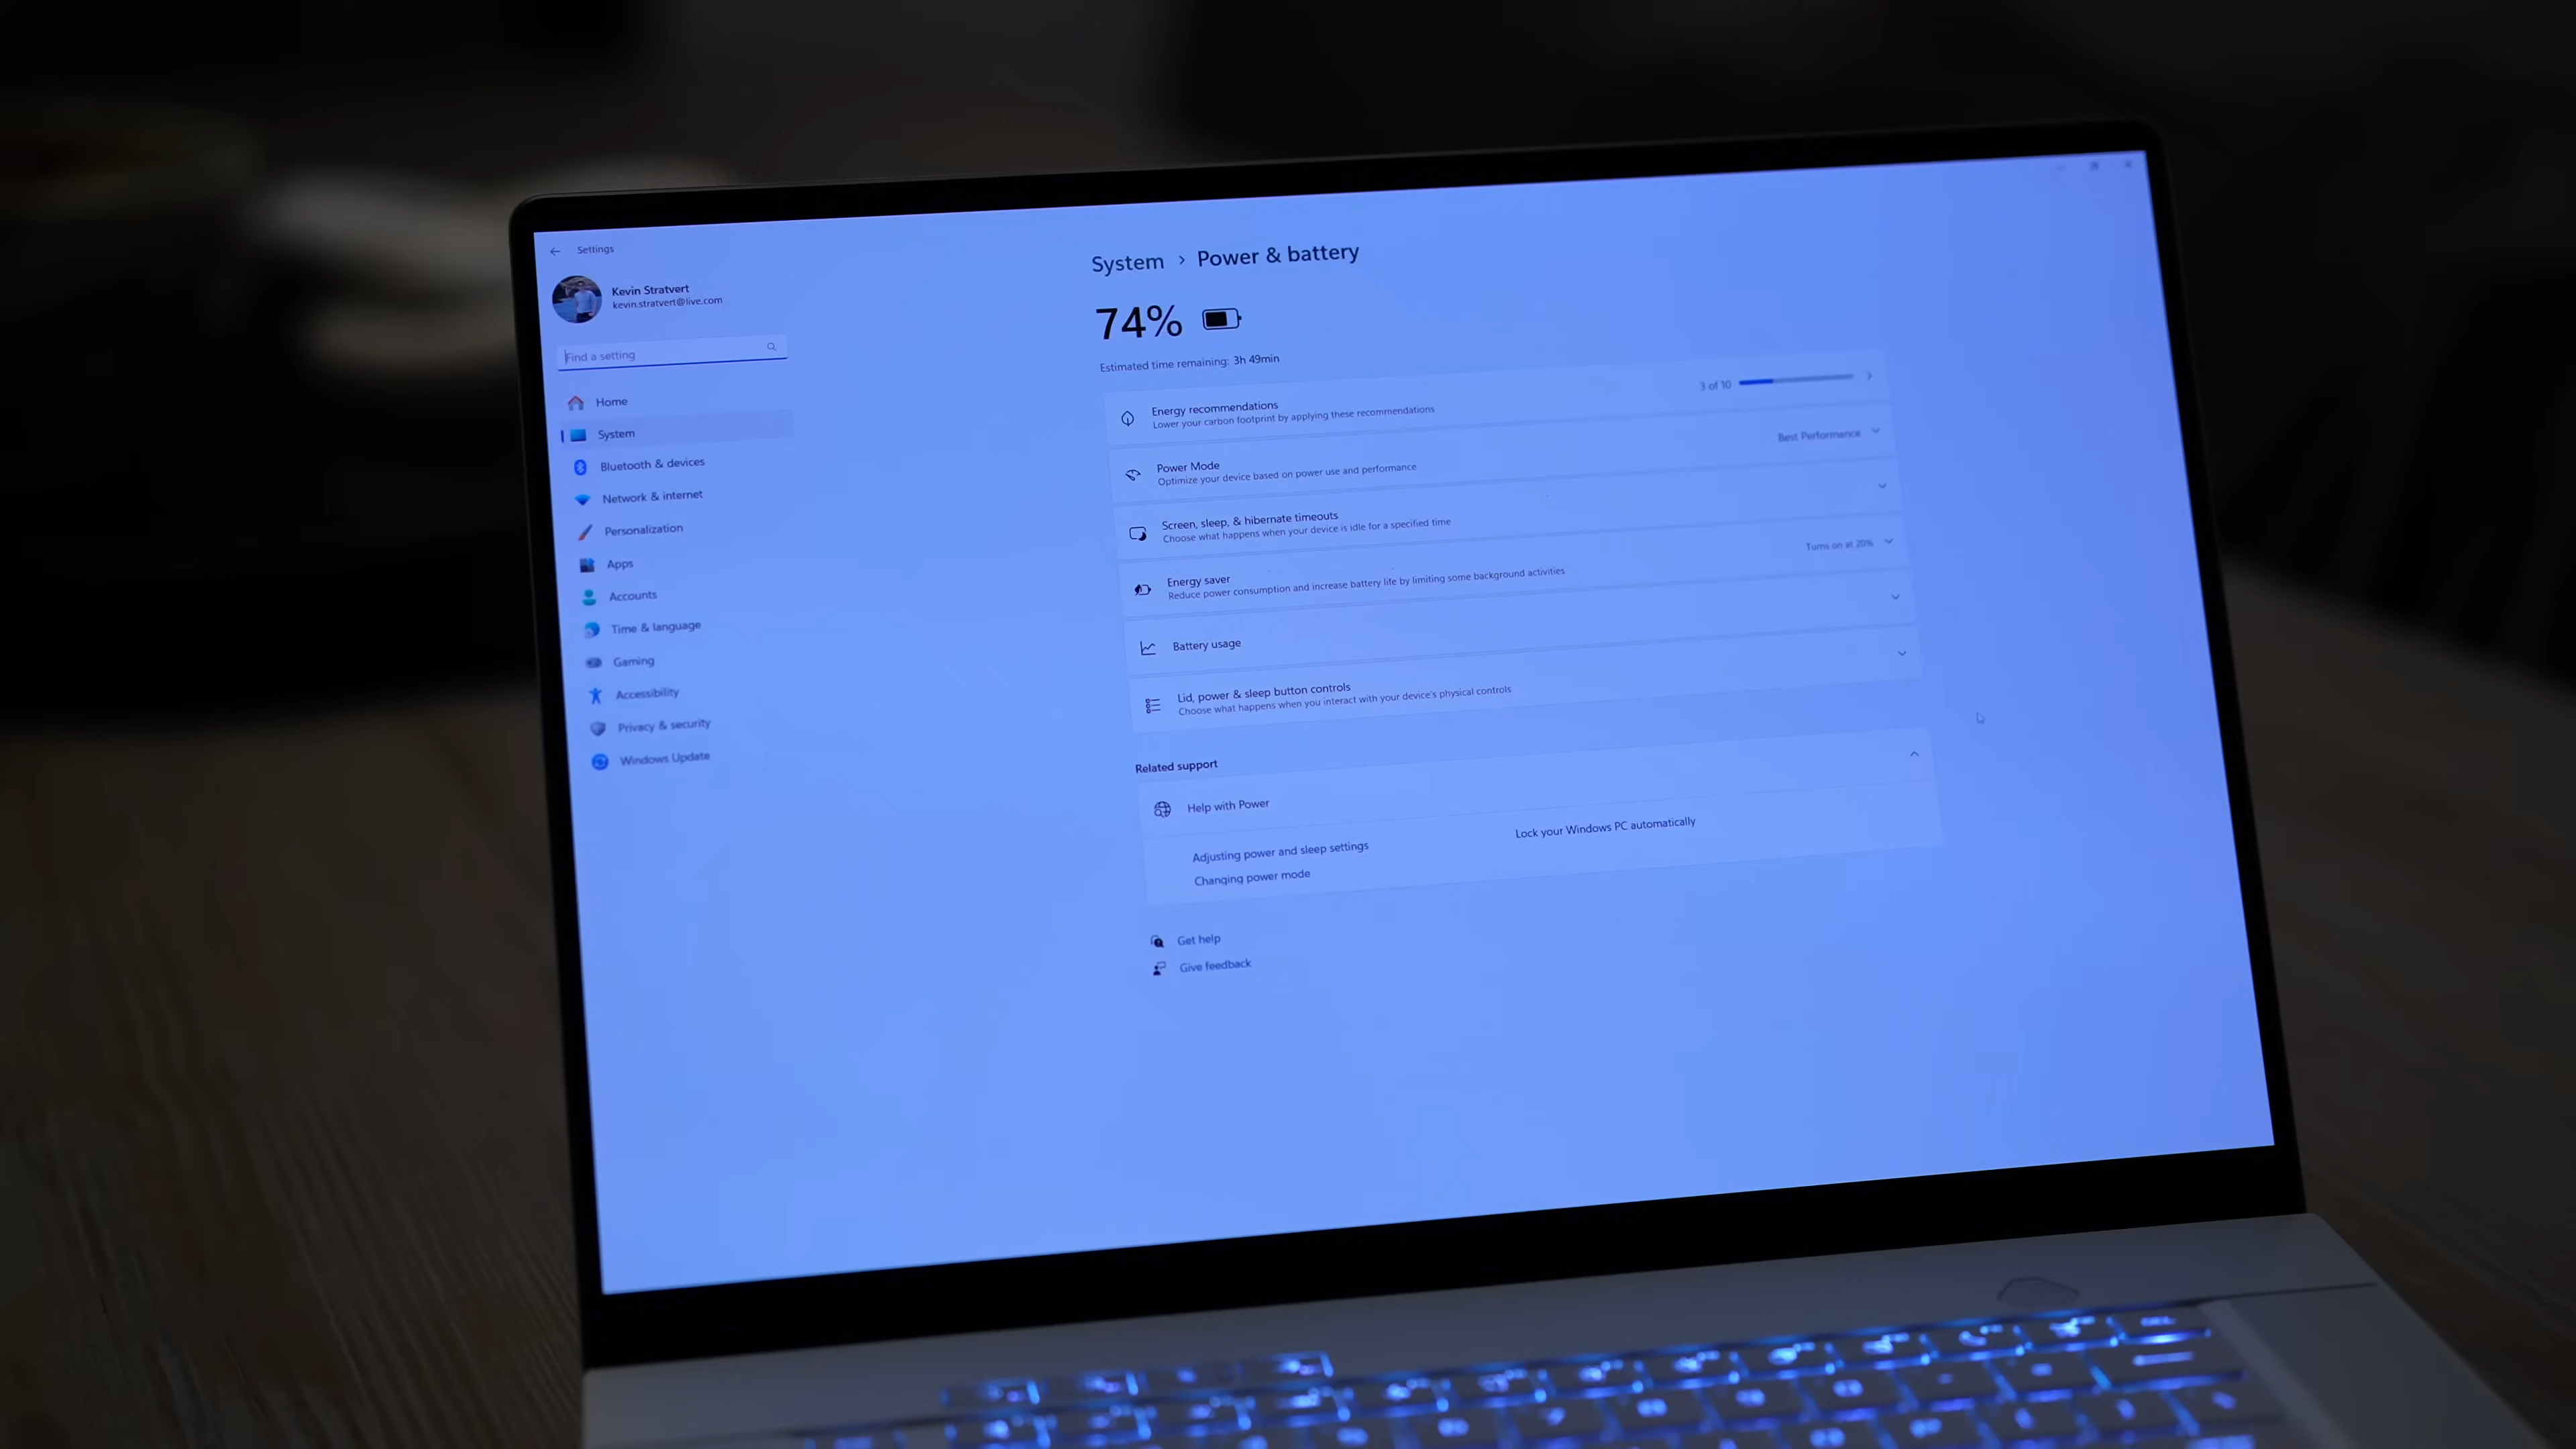 Settings
Kevin Stratvert
kevin.stratvert@live.com
Find a setting
Home
System
Bluetooth & devices
Network & internet
Personalization
Apps
Accounts
Time & language
Gaming
Accessibility
Privacy & security
Windows Update
System > Power & battery
74%
Estimated time remaining: 3h 49min
Energy recommendations
Lower your carbon footprint by applying these recommendations
3 of 10
Power Mode
Optimize your device based on power use and performance
Best Performance
Screen, sleep, & hibernate timeouts
Choose what happens when your device is idle for a specified time
Energy saver
Reduce power consumption and increase battery life by limiting some background activities
Turns on at 20%
Battery usage
Lid, power & sleep button controls
Choose what happens when you interact with your device's physical controls
Related support
Help with Power
Adjusting power and sleep settings
Lock your Windows PC automatically
Changing power mode
Get help
Give feedback